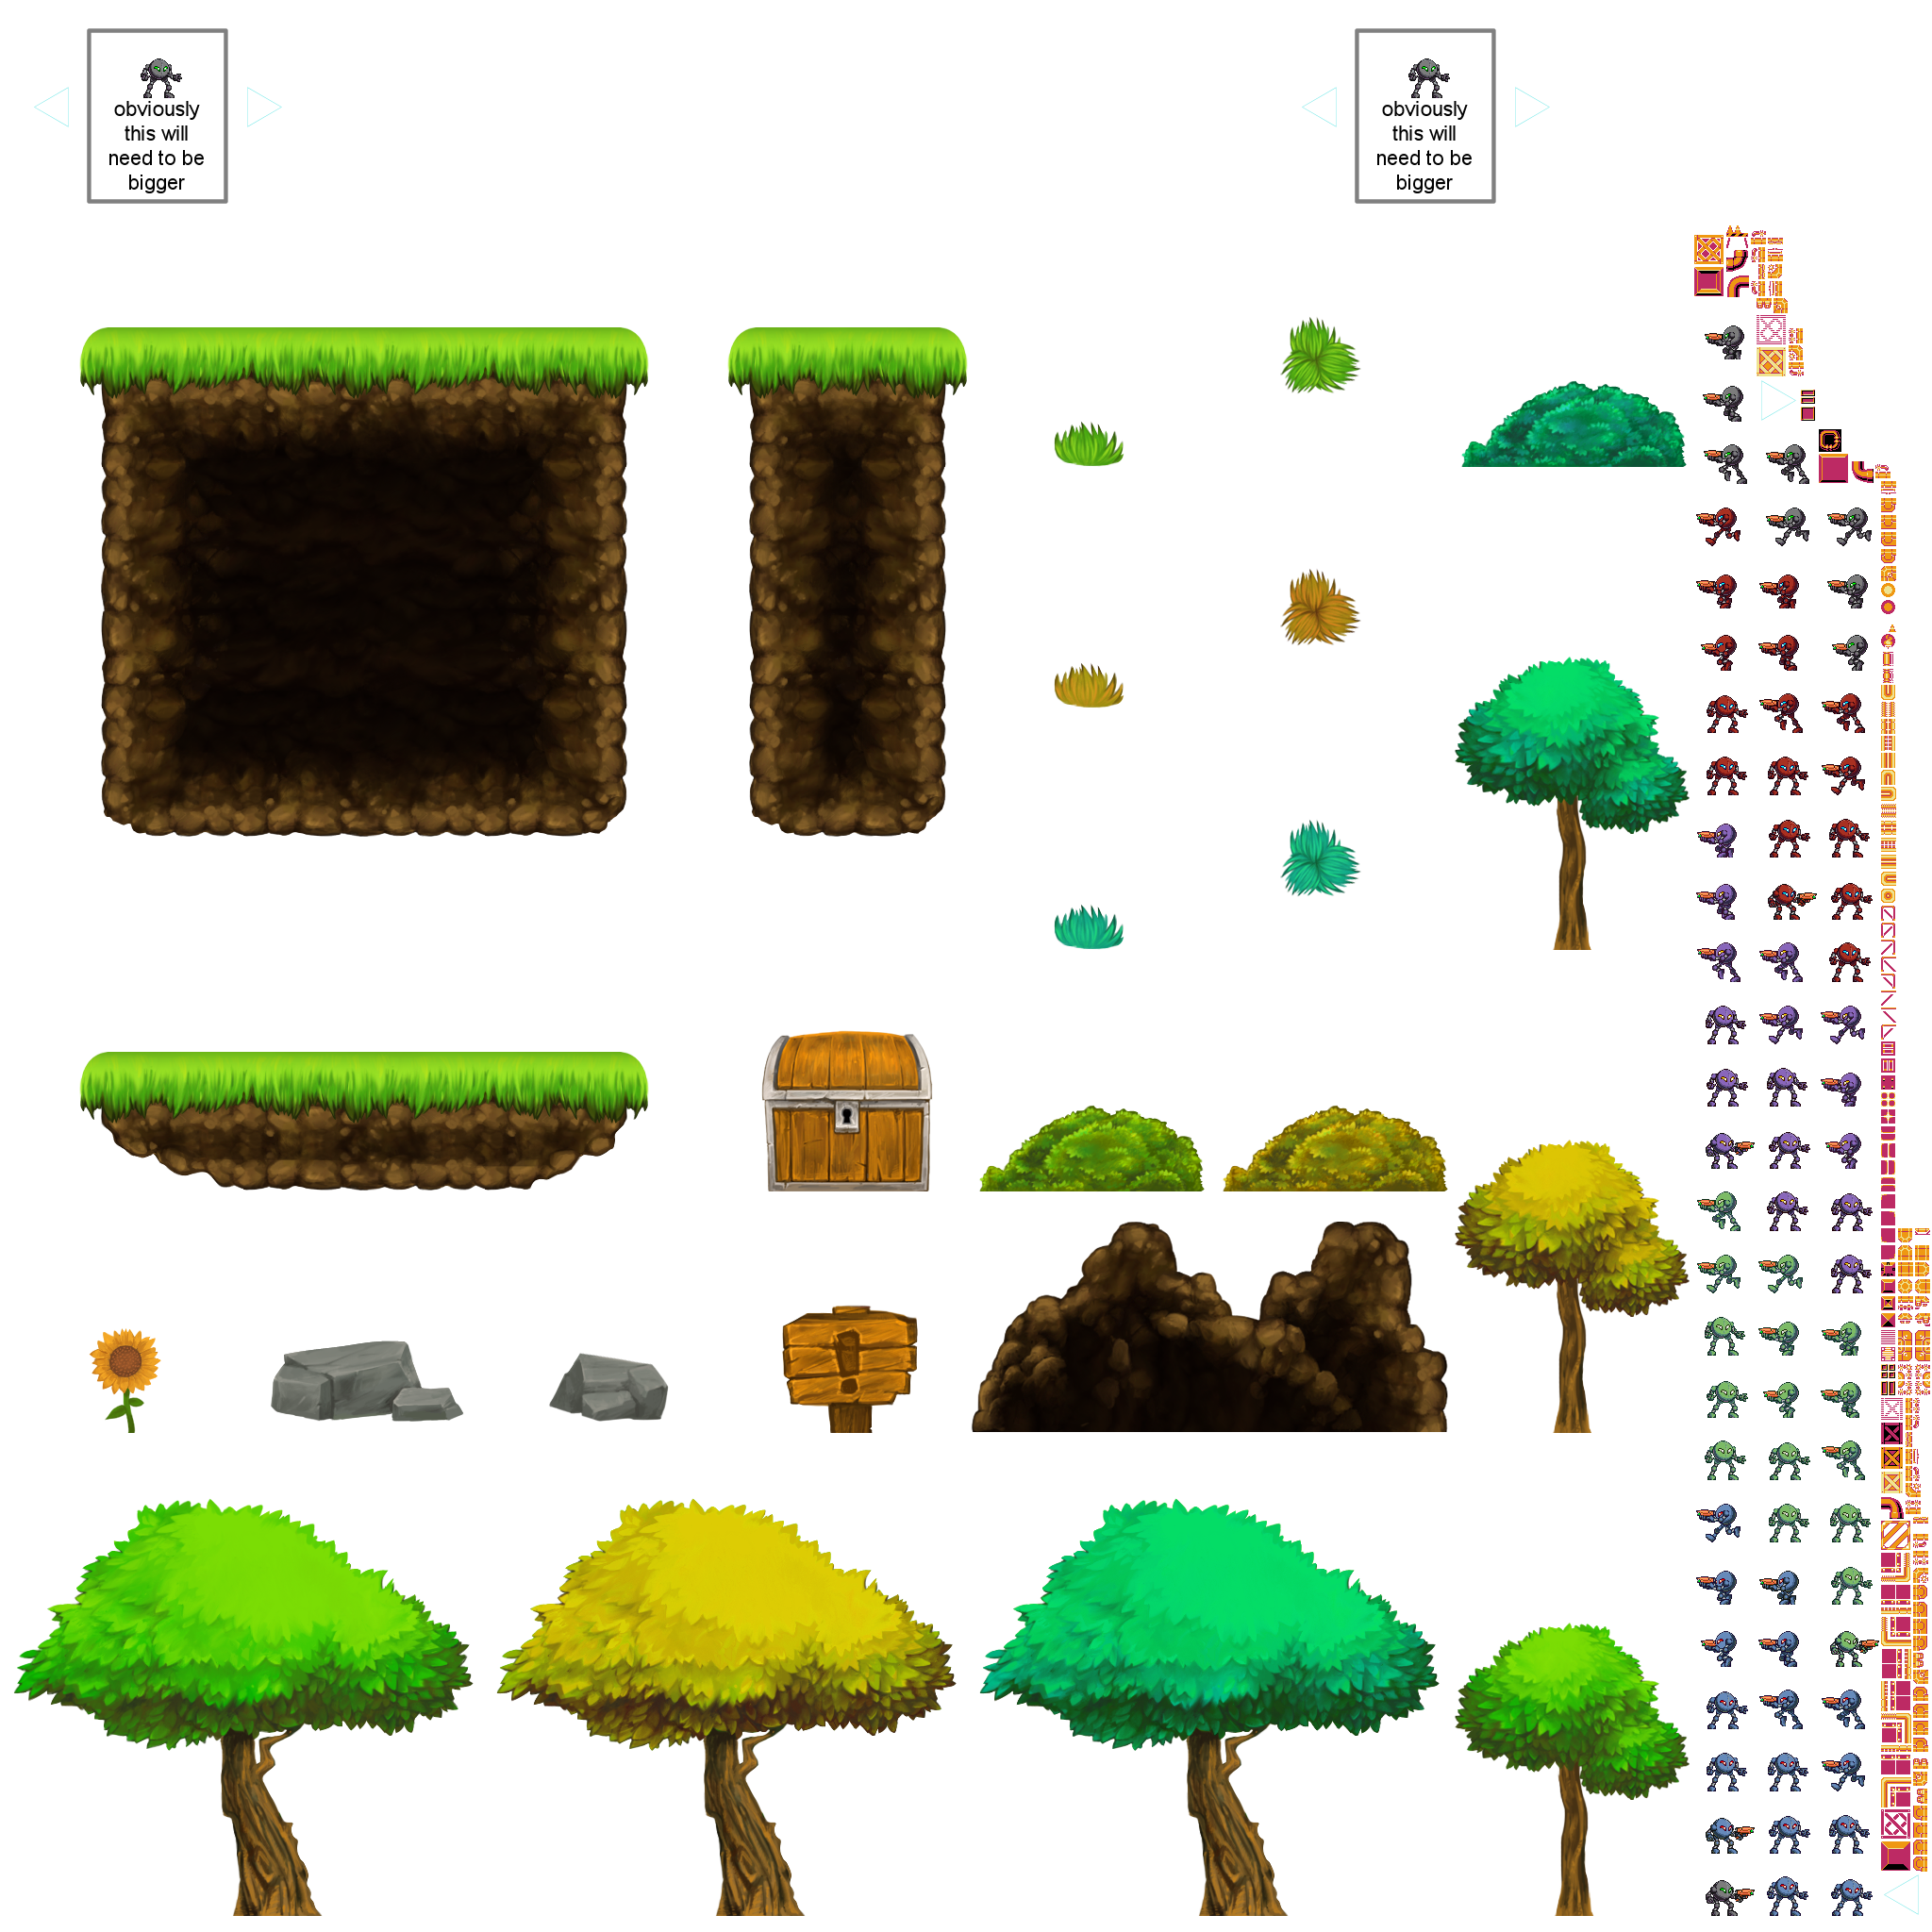 obviously
this will
need to be
bigger
obviously
this will
need to be
bigger